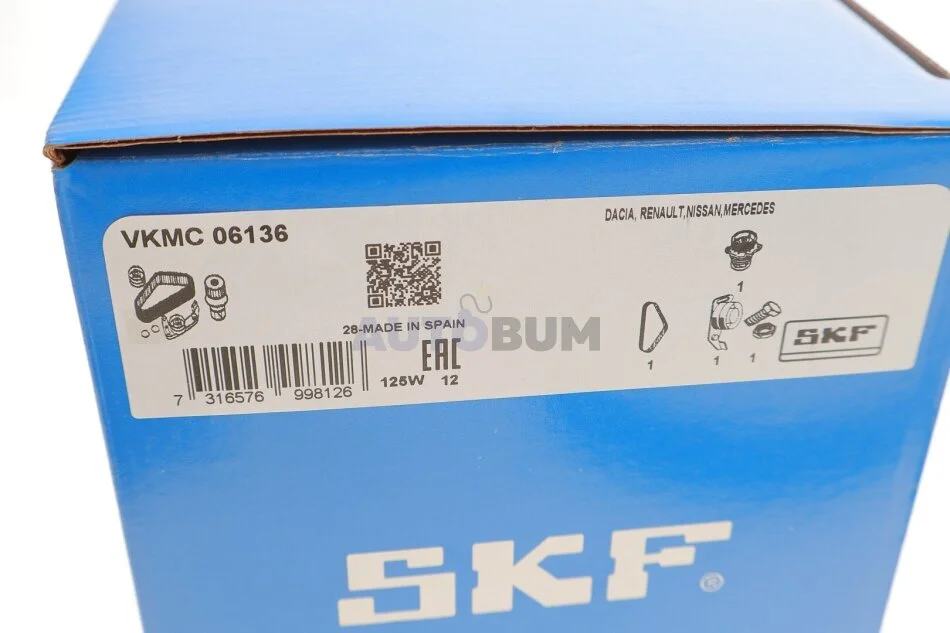 VKMC 06136
DACIA, RENAULT,NISSAN,MERCEDES
1
28-MADE IN SPAIN
AUTOBUM
EAC
SKF
1
1
1
125W 12
7 316576 998126
SKF®